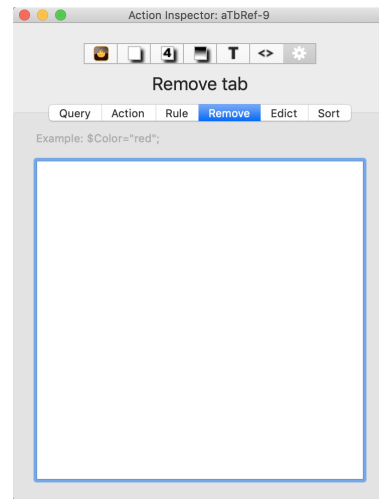 Action Inspector: aTbRef-9
4 T <>
Remove tab
Query Action Rule Remove Edict Sort
Example: $Color="red";